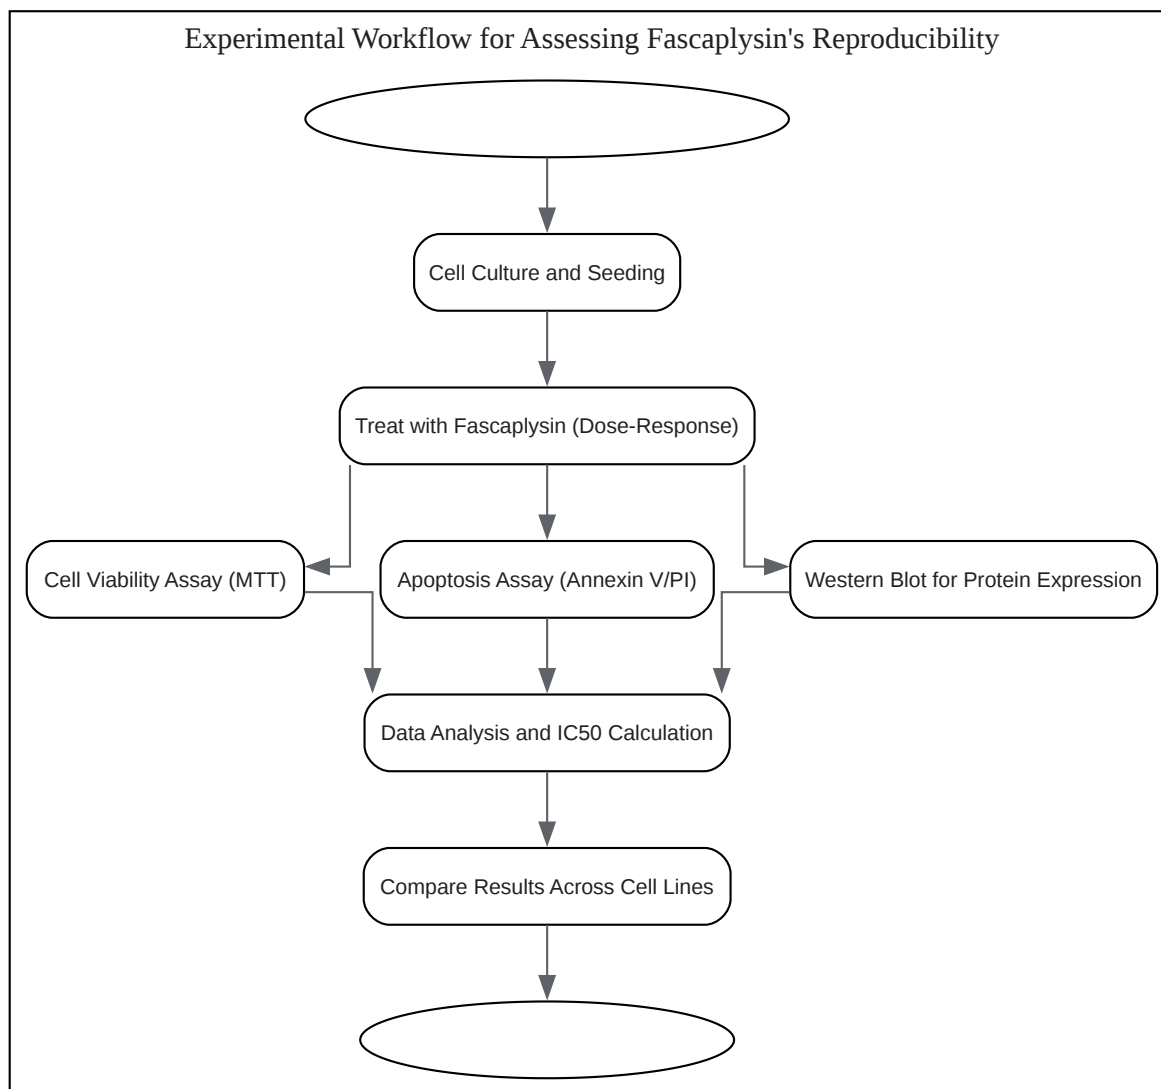 Experimental Workflow for Assessing Fascaplysin's Reproducibility
Cell Culture and Seeding
Treat with Fascaplysin (Dose-Response)
Cell Viability Assay (MTT)
Apoptosis Assay (Annexin V/PI)
Western Blot for Protein Expression
Data Analysis and IC50 Calculation
Compare Results Across Cell Lines